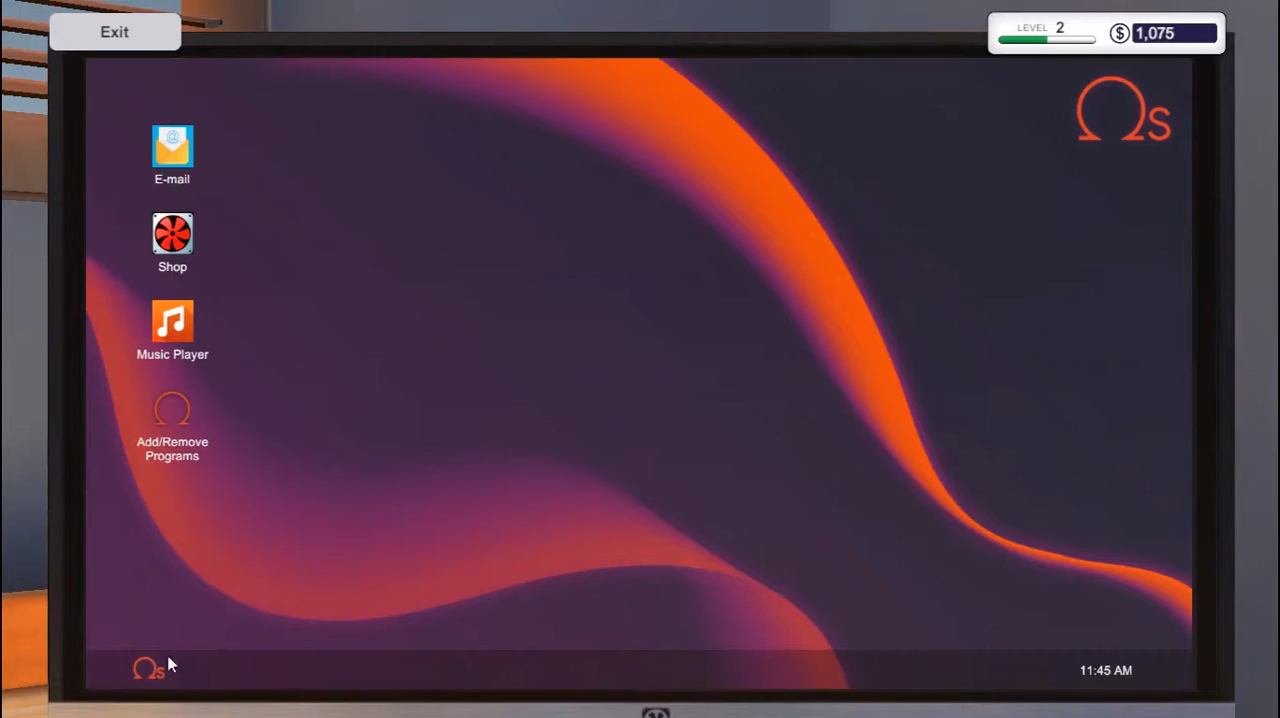 Exit
LEVEL 2
$ 1,075
Ωs
E-mail
Shop
Music Player
Add/Remove
Programs
Ωs
11:45 AM